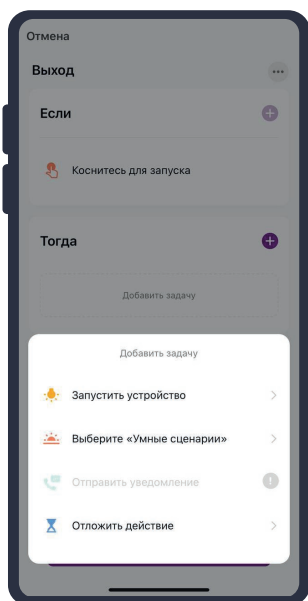 Отмена
Выход
Если
Коснитесь для запуска
Тогда
Добавить задачу
Добавить задачу
Запустить устройство
Выберите «Умные сценарии»
Отправить уведомление
Отложить действие